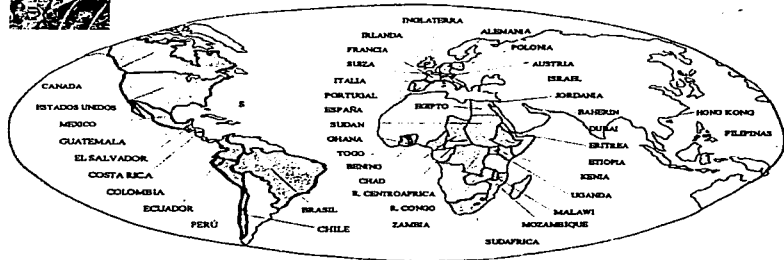 INGLATERRA
IRLANDA
ALEMANIA
FRANCIA
POLONIA
SUIZA
AUSTRIA
ITALIA
ISRAEL
CANADA
PORTUGAL
JORDANIA
ESTADOS UNIDOS
S
ESPAÑA
EGIPTO
BAHERIN
HONG KONG
MEXICO
SUDAN
DUBAI
FILIPINAS
GUATEMALA
GHANA
ERITREA
EL SALVADOR
TOGO
ETIOPIA
COSTA RICA
BENINO
KENIA
COLOMBIA
CHAD
UGANDA
ECUADOR
BRASIL
R. CENTROAFRICA
MALAWI
PERÚ
CHILE
R. CONGO
MOZAMBIQUE
ZAMBIA
SUDAFRICA